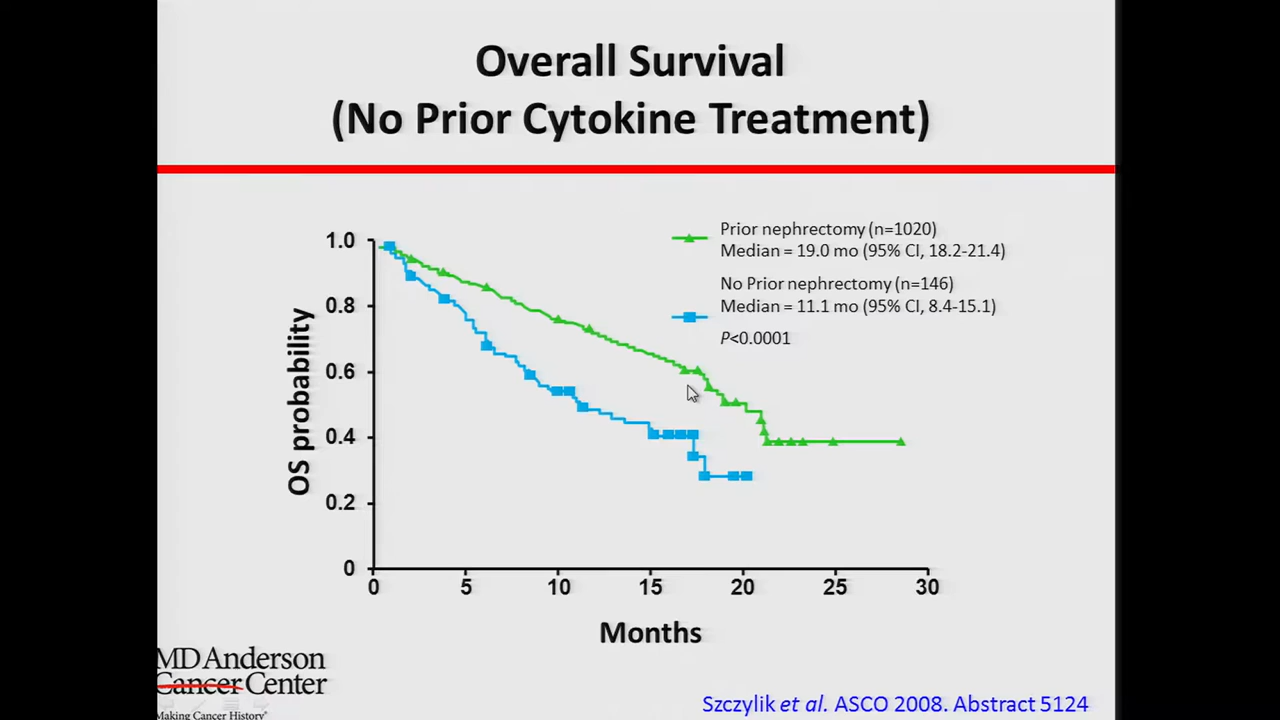 Overall Survival
(No Prior Cytokine Treatment)
Prior nephrectomy (n=1020)
Median = 19.0 mo (95% CI, 18.2-21.4)
No Prior nephrectomy (n=146)
Median = 11.1 mo (95% CI, 8.4-15.1)
P<0.0001
OS probability
1.0
0.8
0.6
0.4
0.2
0
0 5 10 15 20 25 30
Months
MD Anderson
Cancer Center
Making Cancer History®
Szczylik et al. ASCO 2008. Abstract 5124